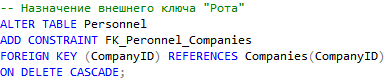 -- Назначение внешнего ключа "Рота"
ALTER TABLE Personnel
ADD CONSTRAINT FK_Peronnel_Companies
FOREIGN KEY (CompanyID) REFERENCES Companies(CompanyID)
ON DELETE CASCADE;